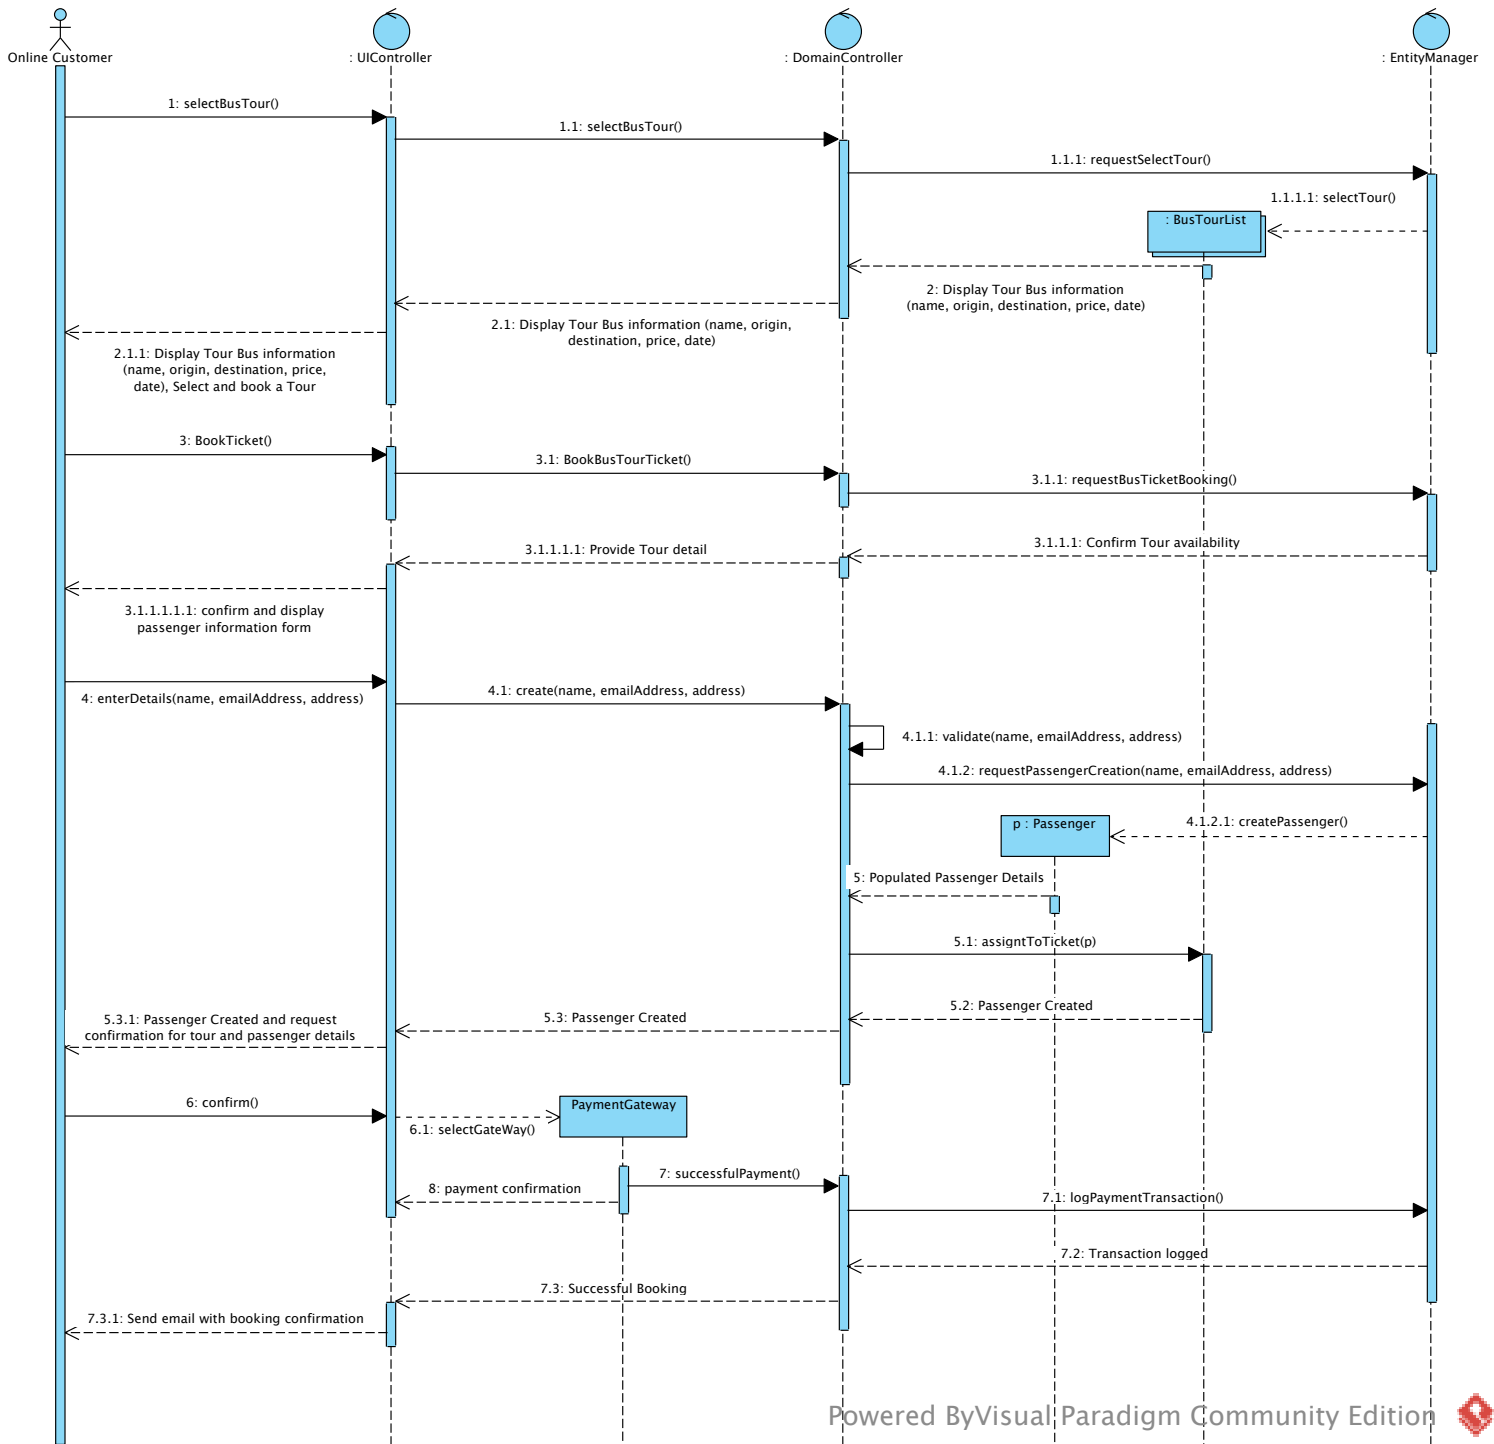 Online Customer
: UIController
: DomainController
: EntityManager
1: selectBusTour()
1.1: selectBusTour()
1.1.1: requestSelectTour()
1.1.1.1: selectTour()
: BusTourList
2: Display Tour Bus information
(name, origin, destination, price, date)
2.1: Display Tour Bus information (name, origin,
destination, price, date)
2.1.1: Display Tour Bus information
(name, origin, destination, price,
date), Select and book a Tour
3: BookTicket()
3.1: BookBusTourTicket()
3.1.1: requestBusTicketBooking()
3.1.1.1: Confirm Tour availability
3.1.1.1.1: Provide Tour detail
3.1.1.1.1.1: confirm and display
passenger information form
4: enterDetails(name, emailAddress, address)
4.1: create(name, emailAddress, address)
4.1.1: validate(name, emailAddress, address)
4.1.2: requestPassengerCreation(name, emailAddress, address)
p : Passenger
4.1.2.1: createPassenger()
5: Populated Passenger Details
5.1: assigntToTicket(p)
5.2: Passenger Created
5.3: Passenger Created
5.3.1: Passenger Created and request
confirmation for tour and passenger details
6: confirm()
PaymentGateway
6.1: selectGateWay()
7: successfulPayment()
8: payment confirmation
7.1: logPaymentTransaction()
7.2: Transaction logged
7.3: Successful Booking
7.3.1: Send email with booking confirmation
Powered ByVisual Paradigm Community Edition